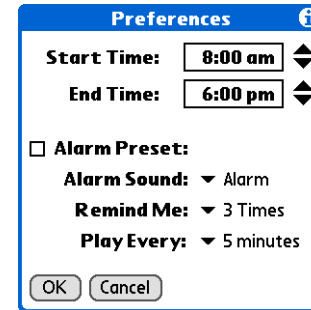 Preferences i
Start Time: 8:00 am
End Time: 6:00 pm
Alarm Preset:
Alarm Sound: Alarm
Remind Me: 3 Times
Play Every: 5 minutes
OK Cancel